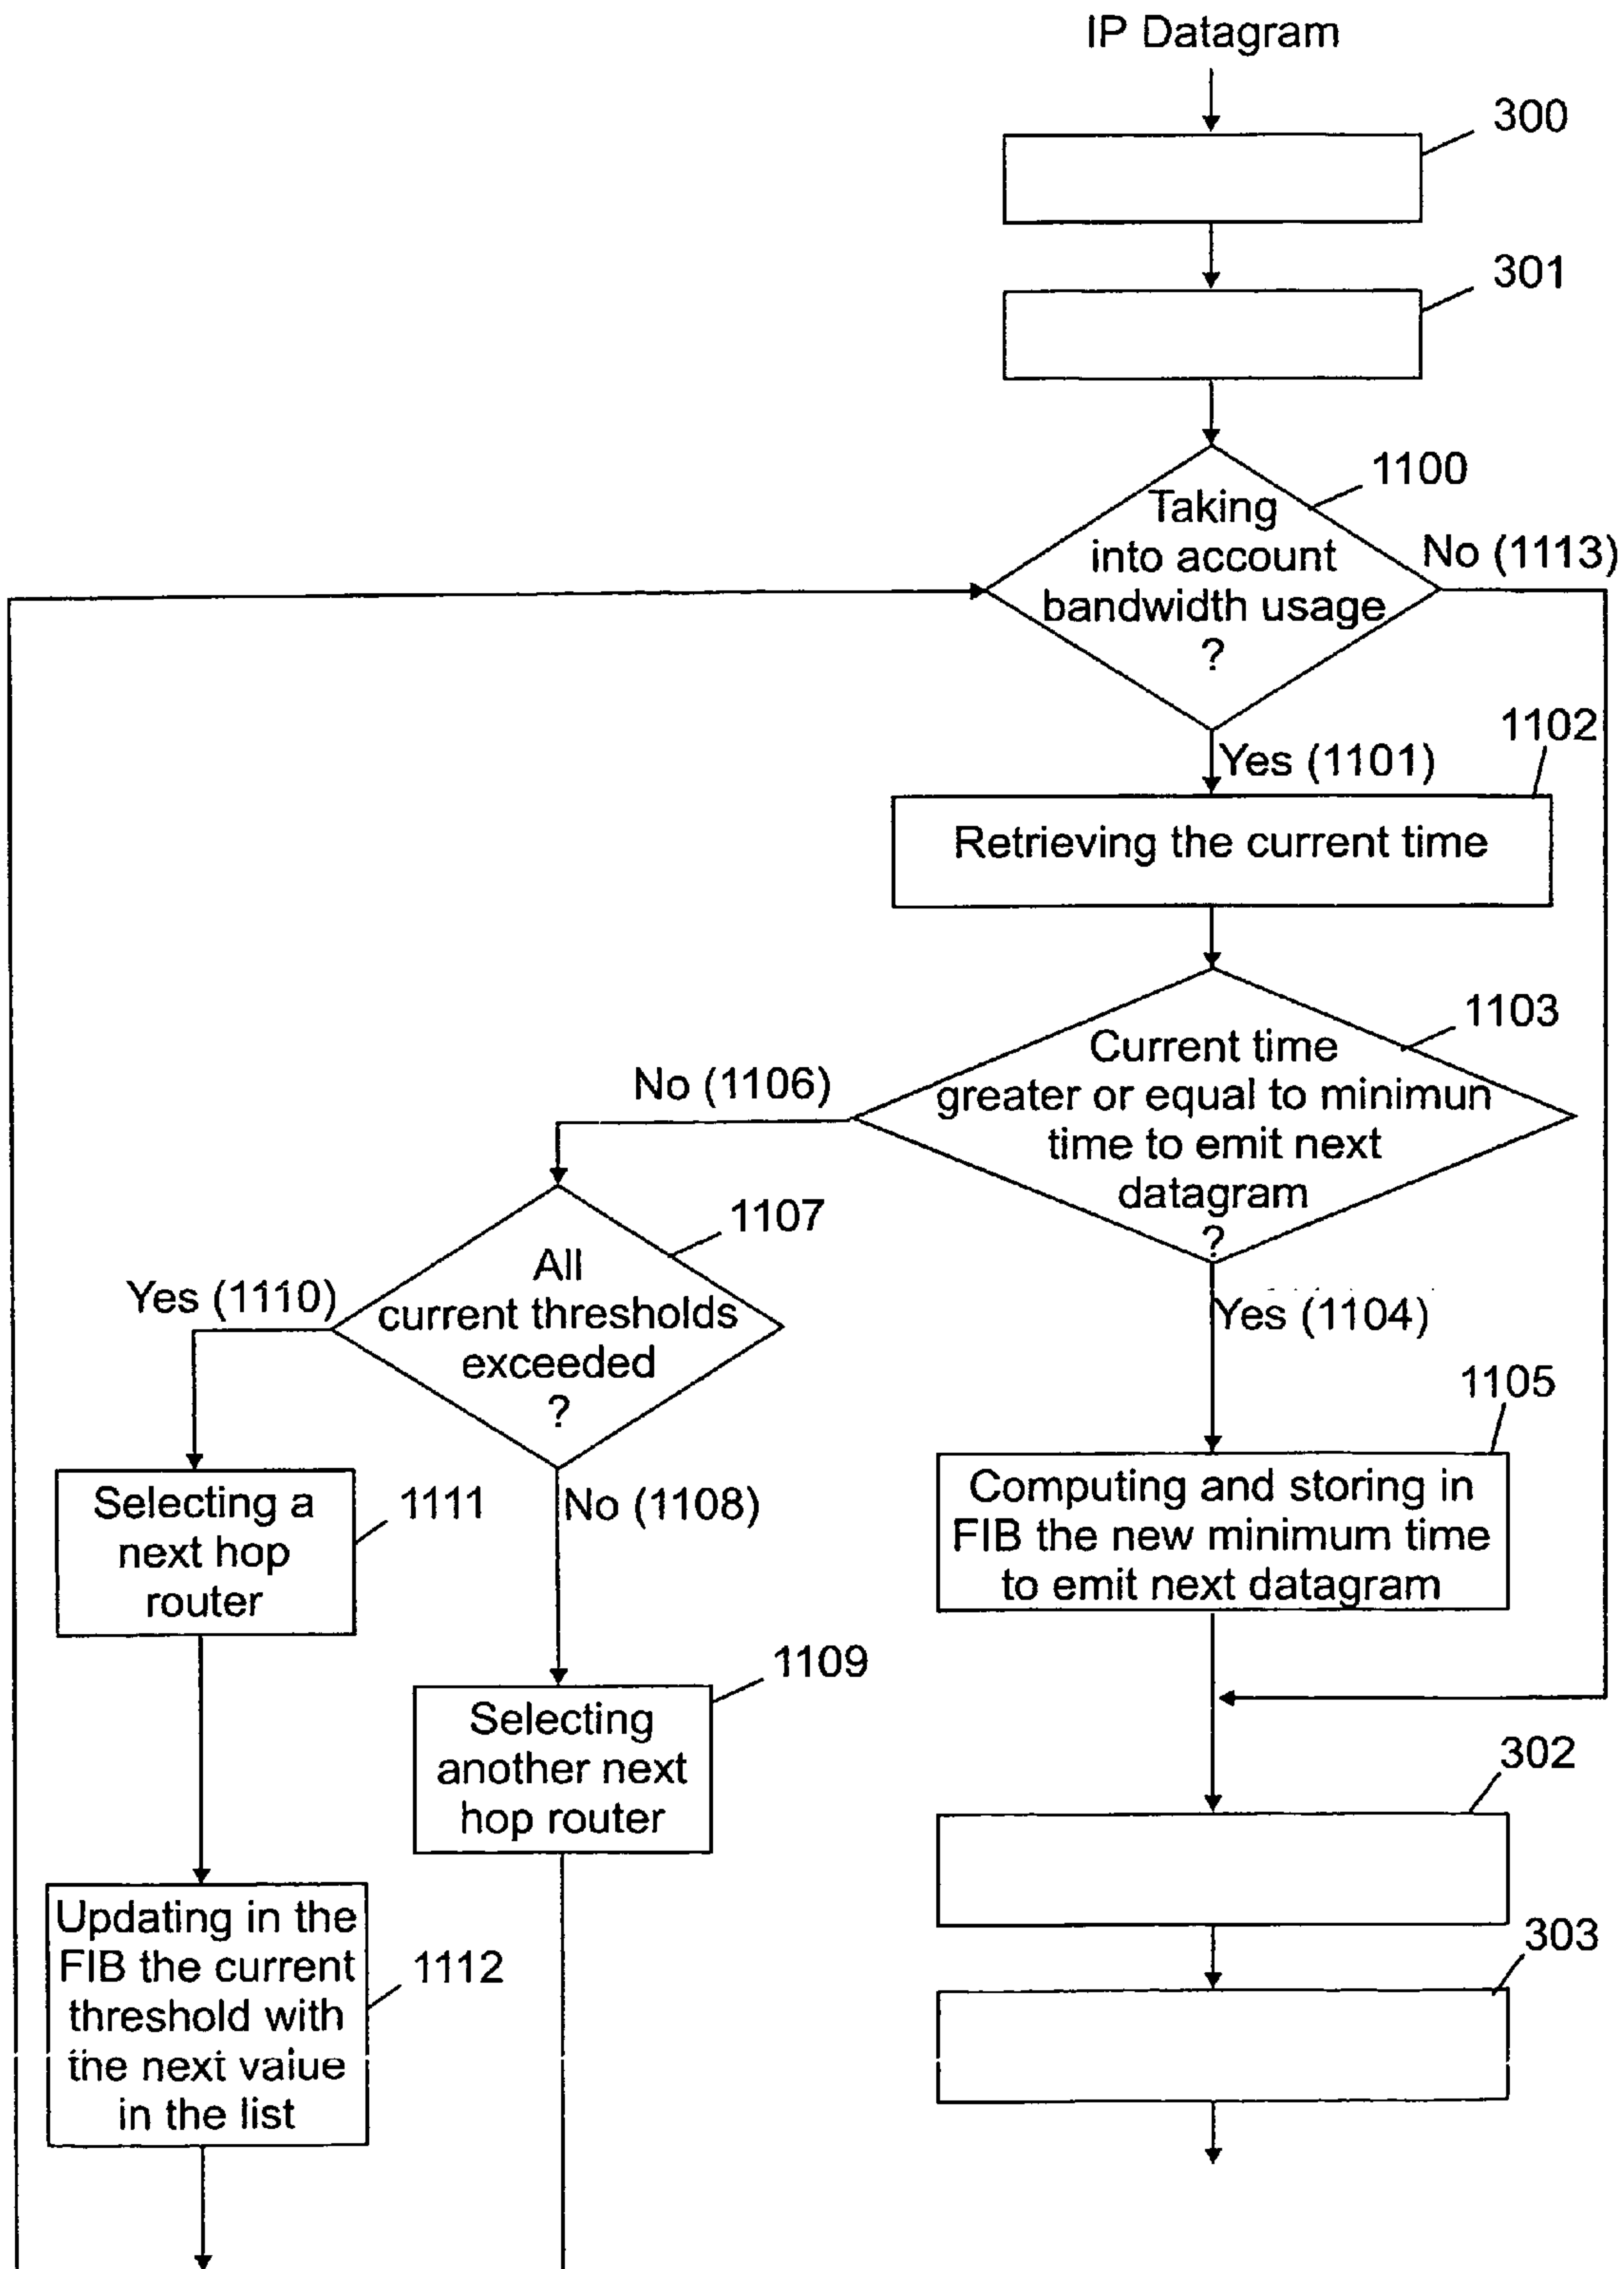 IP Datagram
300
301
1100
Taking
into account
bandwidth usage
?
No (1113)
Yes (1101)
1102
Retrieving the current time
1103
Current time
greater or equal to minimun
time to emit next
datagram
?
No (1106)
1107
All
current thresholds
exceeded
?
Yes (1110)
Yes (1104)
1105
Computing and storing in
FIB the new minimum time
to emit next datagram
Selecting a
next hop
router
1111
No (1108)
1109
Selecting
another next
hop router
302
Updating in the
FIB the current
threshold with
the next value
in the list
1112
303